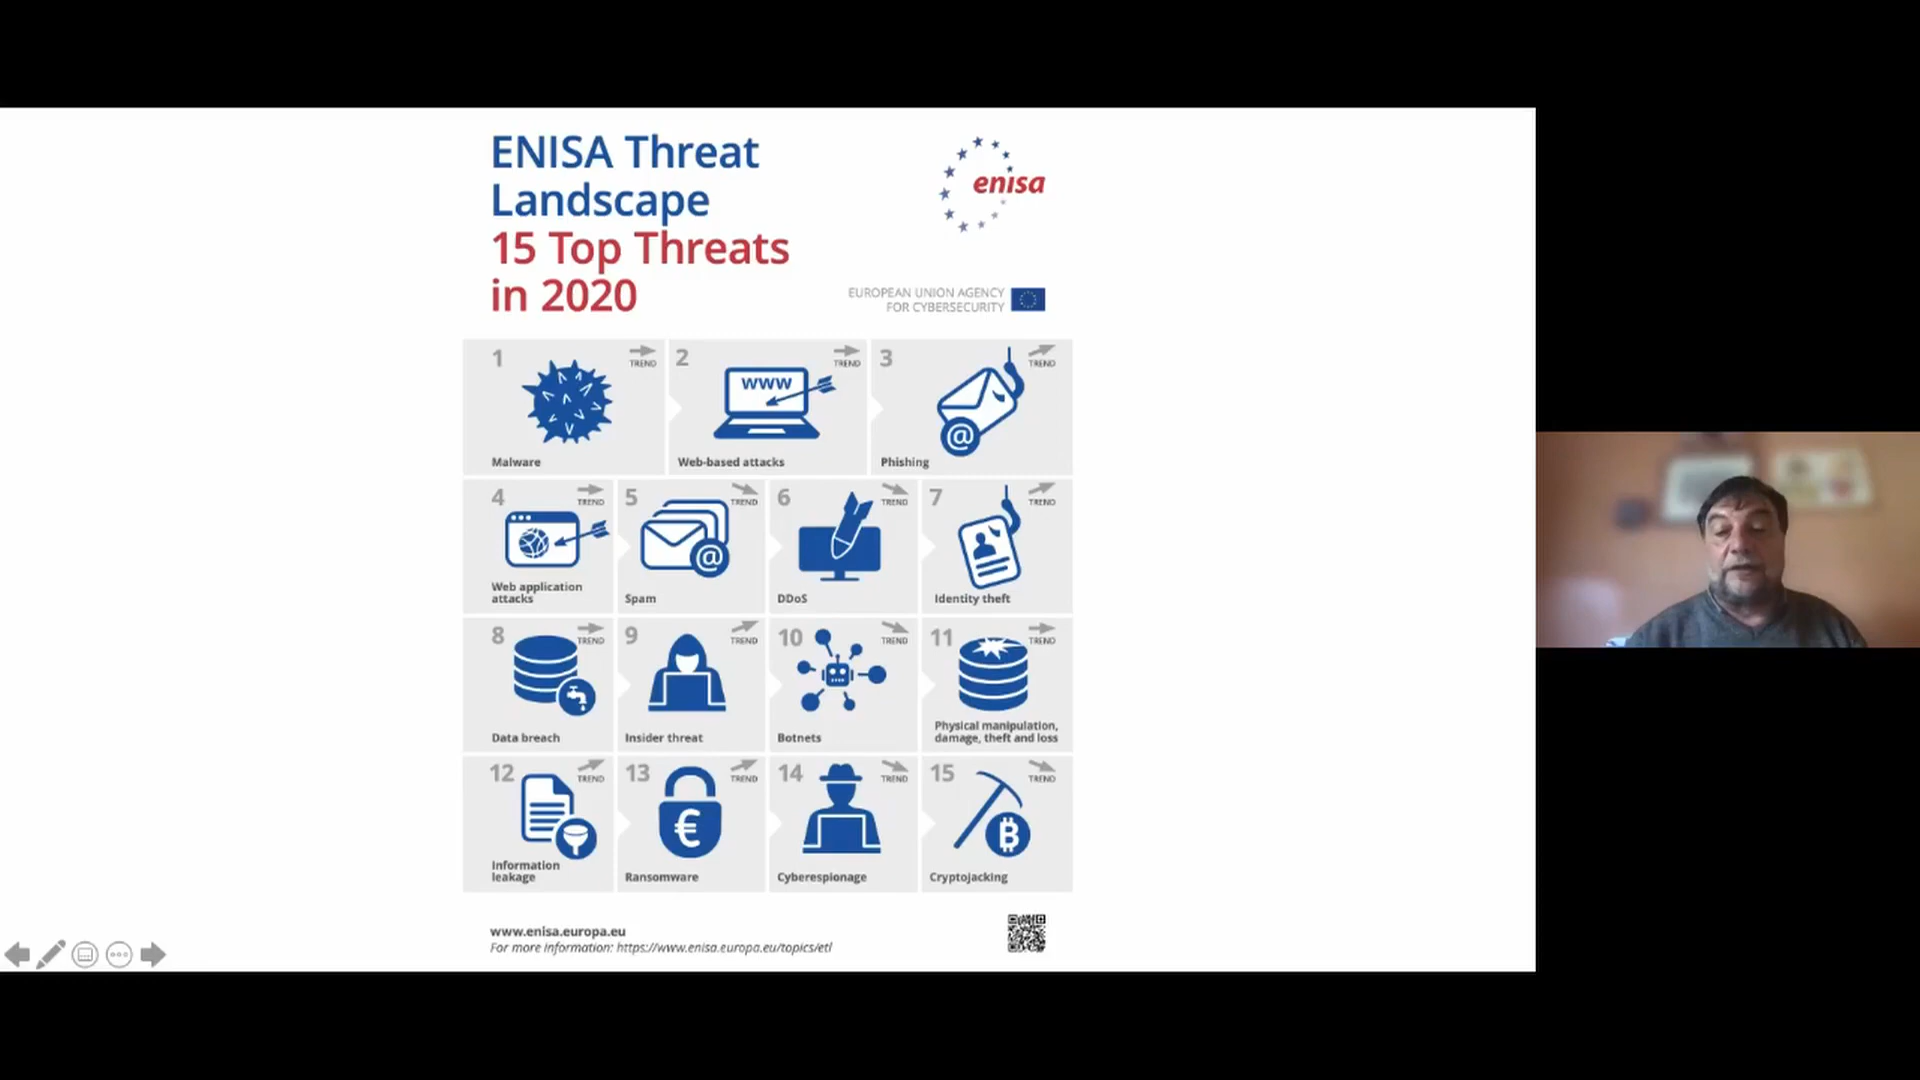 ENISA Threat
Landscape
15 Top Threats
in 2020
enisa
EUROPEAN UNION AGENCY
FOR CYBERSECURITY
1
TREND
Malware
2
TREND
WWW
Web-based attacks
3
TREND
@
Phishing
4
TREND
Web application
attacks
5
TREND
@
Spam
6
TREND
DDoS
7
TREND
Identity theft
8
TREND
Data breach
9
TREND
Insider threat
10
TREND
Botnets
11
TREND
Physical manipulation,
damage, theft and loss
12
TREND
Information
leakage
13
TREND
€
Ransomware
14
TREND
Cyberespionage
15
TREND
₿
Cryptojacking
www.enisa.europa.eu
For more information: https://www.enisa.europa.eu/topics/etl